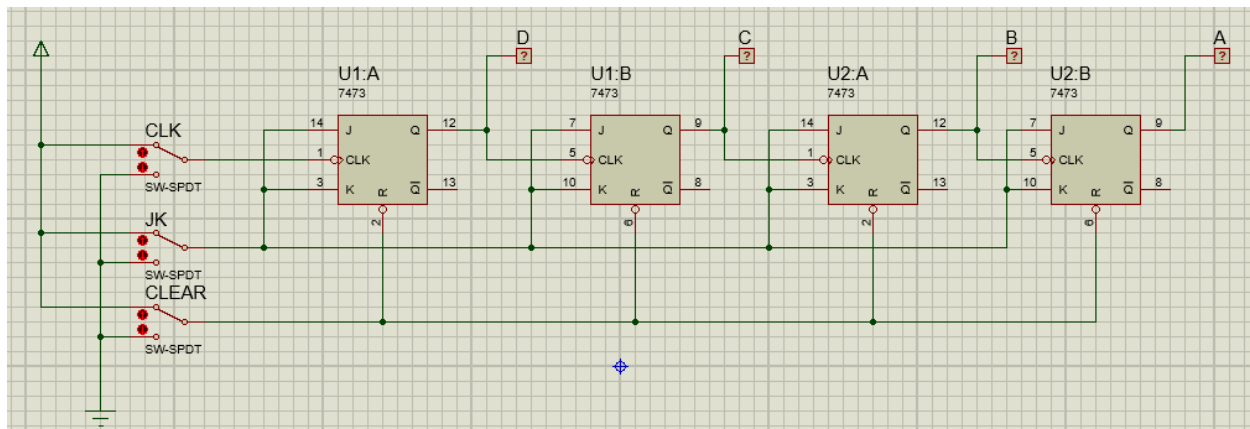 D
C
B
A
U1:A
7473
U1:B
7473
U2:A
7473
U2:B
7473
CLK
SW-SPDT
JK
SW-SPDT
CLEAR
SW-SPDT
14 J Q 12
1 CLK
3 K Q 13
R
2
7 J Q 9
5 CLK
10 K Q 8
R
6
14 J Q 12
1 CLK
3 K Q 13
R
2
7 J Q 9
5 CLK
10 K Q 8
R
6
?
?
?
?